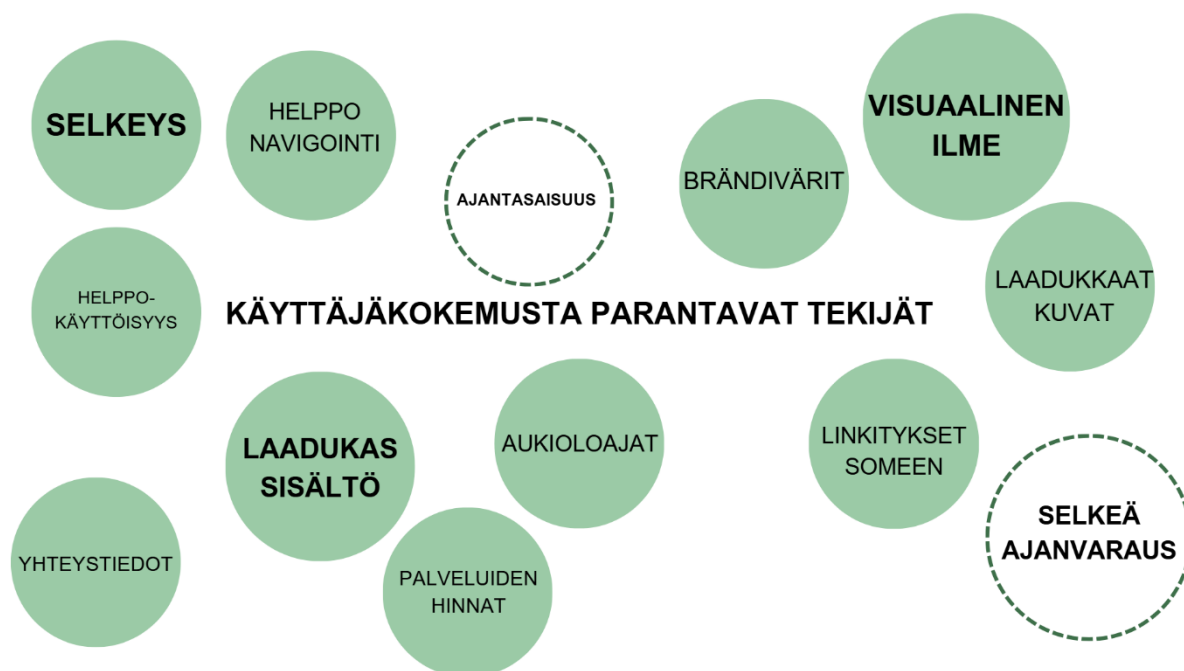 SELKEYS
HELPPO
NAVIGOINTI
AJANTASAISUUS
BRÄNDIVÄRIT
VISUAALINEN
ILME
HELPPO-
KÄYTTÖISYYS
KÄYTTÄJÄKOKEMUSTA PARANTAVAT TEKIJÄT
LAADUKKAAT
KUVAT
LAADUKAS
SISÄLTÖ
AUKIOLOAJAT
LINKITYKSET
SOMEEN
SELKEÄ
AJANVARAUS
YHTEYSTIEDOT
PALVELUIDEN
HINNAT